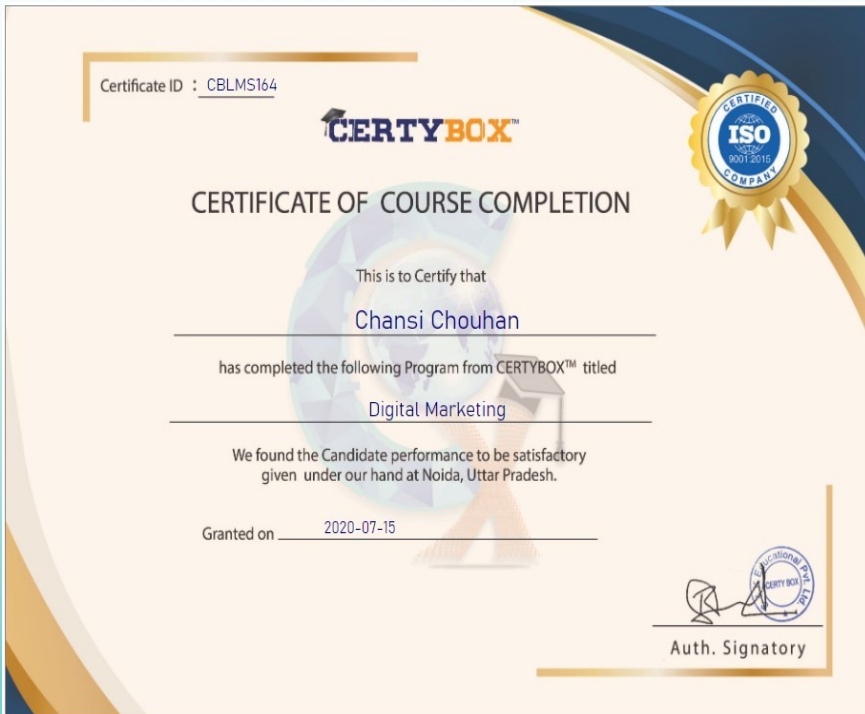 Certificate ID : CBLMS164
CERTYBOX™
CERTIFIED
ISO
9001:2015
COMPANY
CERTIFICATE OF COURSE COMPLETION
This is to Certify that
Chansi Chouhan
has completed the following Program from CERTYBOX™ titled
Digital Marketing
We found the Candidate performance to be satisfactory
given under our hand at Noida, Uttar Pradesh.
Granted on 2020-07-15
Educational Pvt. Ltd.
CERTY BOX
Auth. Signatory